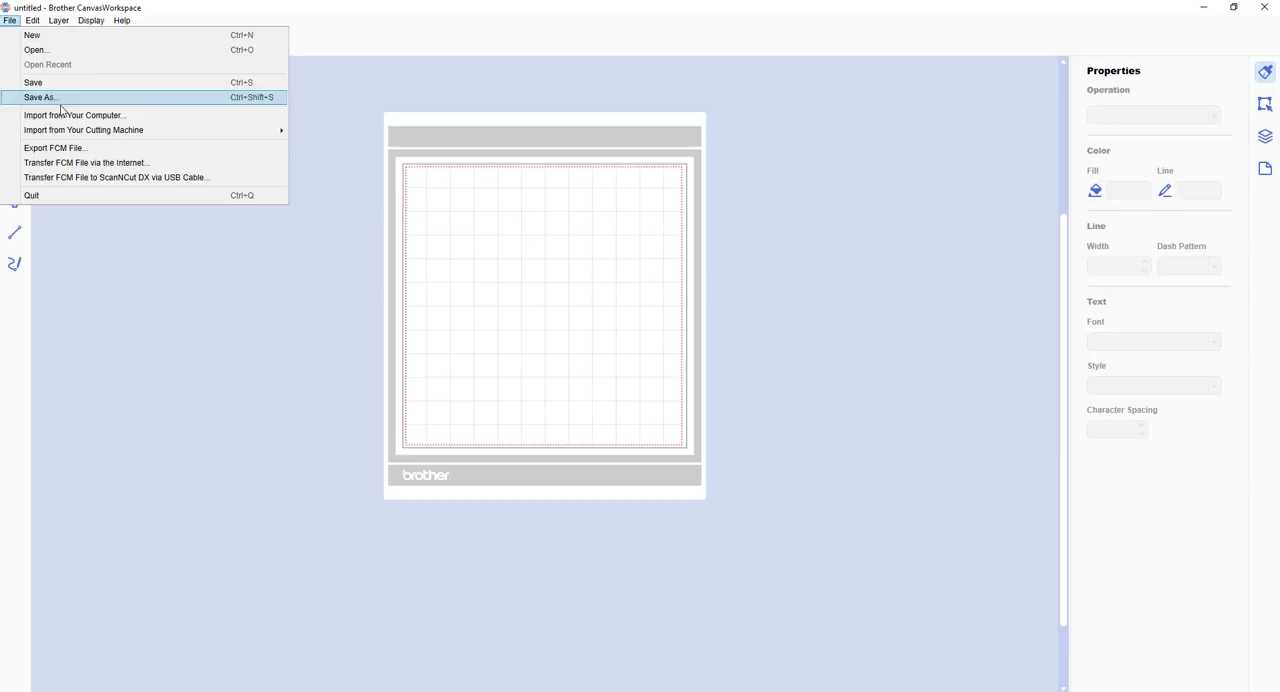 untitled - Brother CanvasWorkspace
File Edit Layer Display Help
New Ctrl+N
Open... Ctrl+O
Open Recent
Save Ctrl+S
Save As... Ctrl+Shift+S
Import from Your Computer...
Import from Your Cutting Machine
Export FCM File...
Transfer FCM File via the Internet...
Transfer FCM File to ScanNCut DX via USB Cable...
Quit Ctrl+Q
brother
Properties
Operation
Color
Fill Line
Line
Width Dash Pattern
Text
Font
Style
Character Spacing